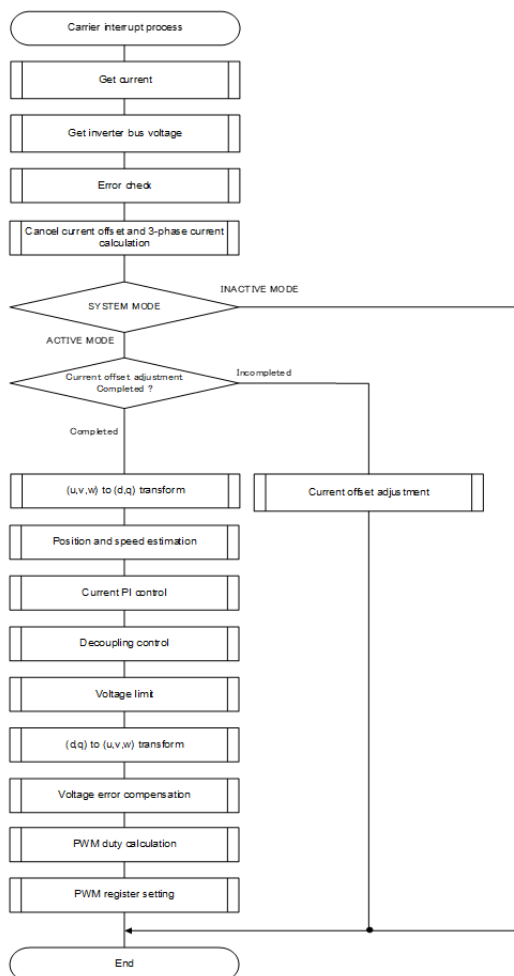 Carrier interrupt process
Get current
Get inverter bus voltage
Error check
Cancel current offset and 3-phase current
calculation
INACTIVE MODE
SYSTEM MODE
ACTIVE MODE
Current offset adjustment
Completed ?
Incompleted
Completed
(u,v,w) to (d,q) transform
Current offset adjustment
Position and speed estimation
Current PI control
Decoupling control
Voltage limit
(d,q) to (u,v,w) transform
Voltage error compensation
PWM duty calculation
PWM register setting
End